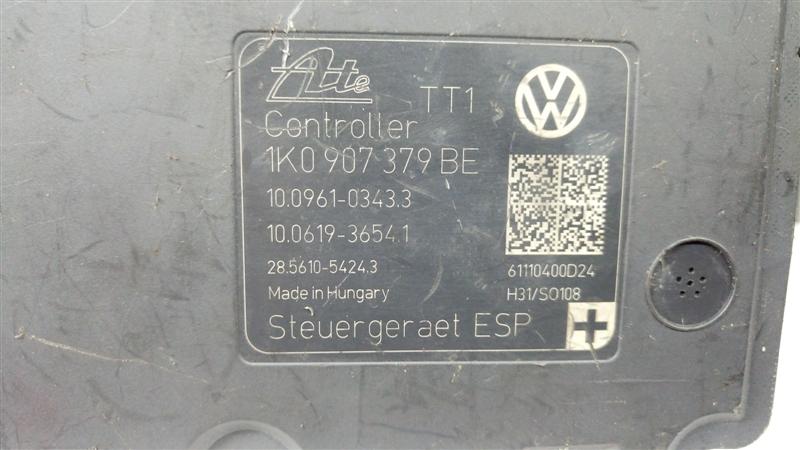 Ate TT1
Controller
1K0 907 379 BE
10.0961-0343.3
10.0619-3654.1
28.5610-5424.3 61110400D24
Made in Hungary H31/SO108
Steuergeraet ESP